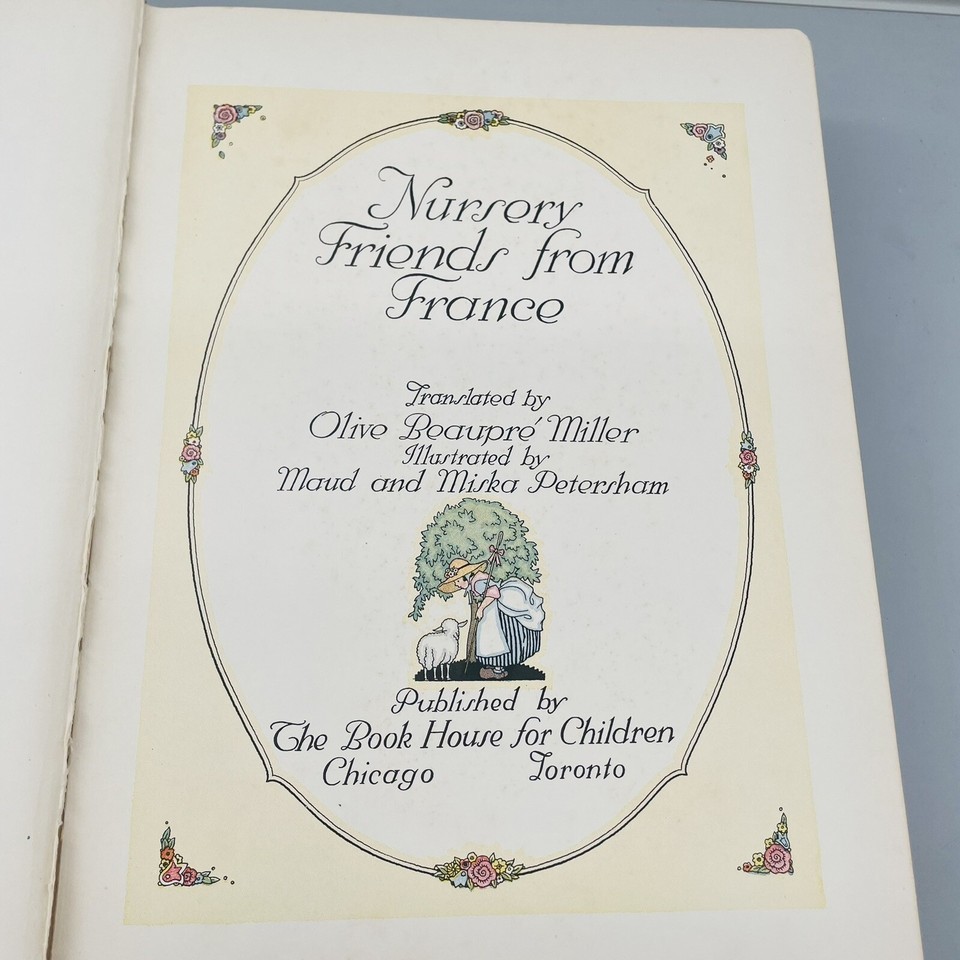 Nursery
Friends from
France
Translated by
Olive Beaupré Miller
Illustrated by
Maud and Miska Petersham
Published by
The Book House for Children
Chicago Toronto